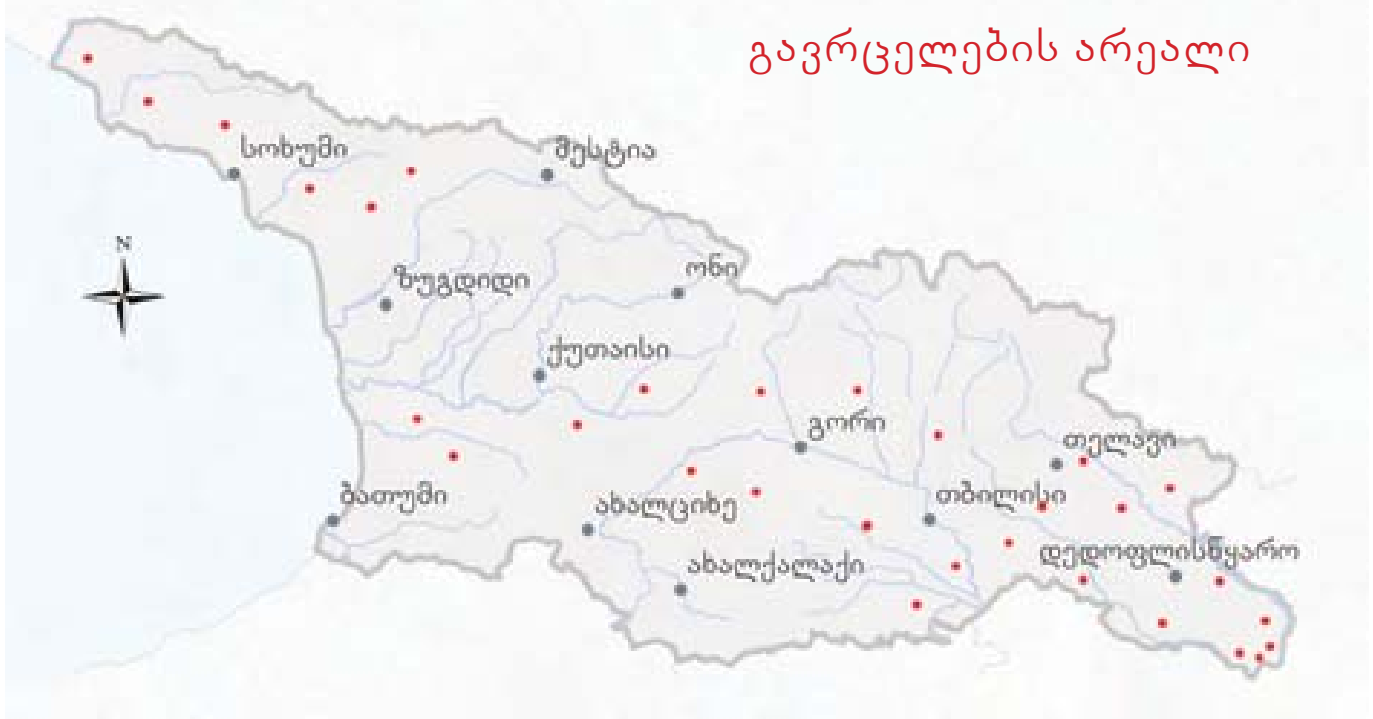 გავრცელების არეალი
სოხუმი
მესტია
N
ონი
ზუგდიდი
ქუთაისი
გორი
თელავი
ბათუმი
ახალციხე
თბილისი
დედოფლისწყარო
ახალქალაქი